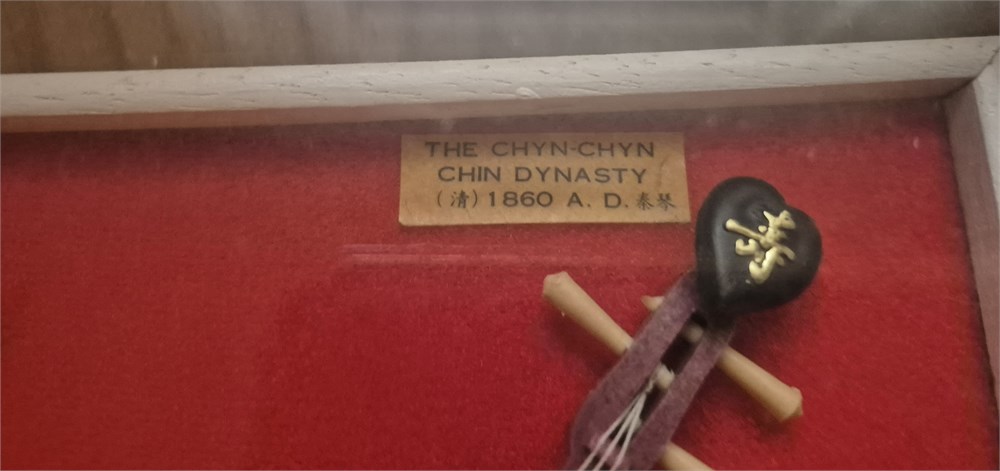 THE CHYN-CHYN
CHIN DYNASTY
(清)1860 A. D. 秦琴